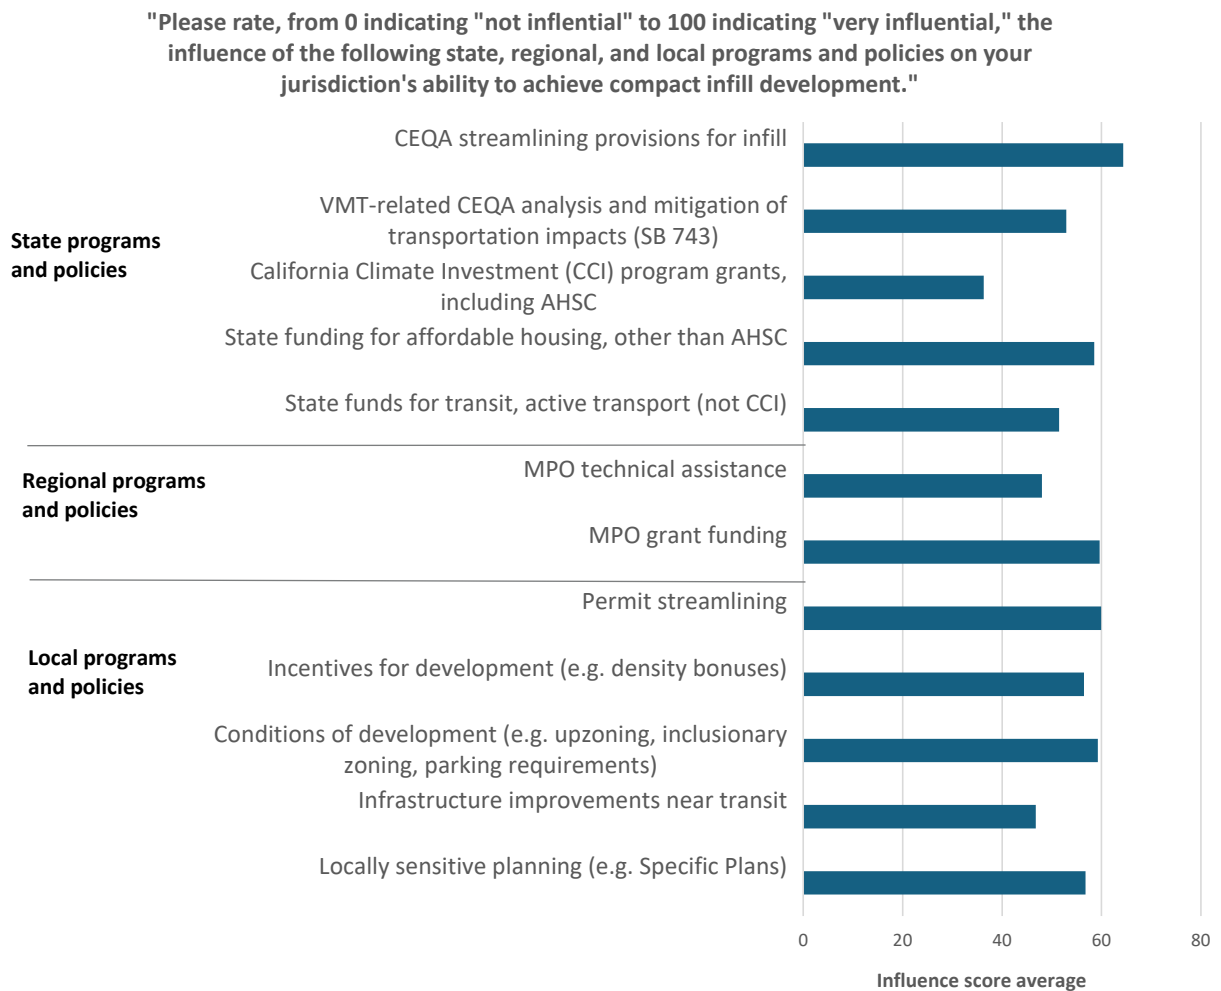 "Please rate, from 0 indicating "not inflential" to 100 indicating "very influential," the
influence of the following state, regional, and local programs and policies on your
jurisdiction's ability to achieve compact infill development."
State programs
and policies
CEQA streamlining provisions for infill
VMT-related CEQA analysis and mitigation of
transportation impacts (SB 743)
California Climate Investment (CCI) program grants,
including AHSC
State funding for affordable housing, other than AHSC
State funds for transit, active transport (not CCI)
Regional programs
and policies
MPO technical assistance
MPO grant funding
Local programs
and policies
Permit streamlining
Incentives for development (e.g. density bonuses)
Conditions of development (e.g. upzoning, inclusionary
zoning, parking requirements)
Infrastructure improvements near transit
Locally sensitive planning (e.g. Specific Plans)
0 20 40 60 80
Influence score average